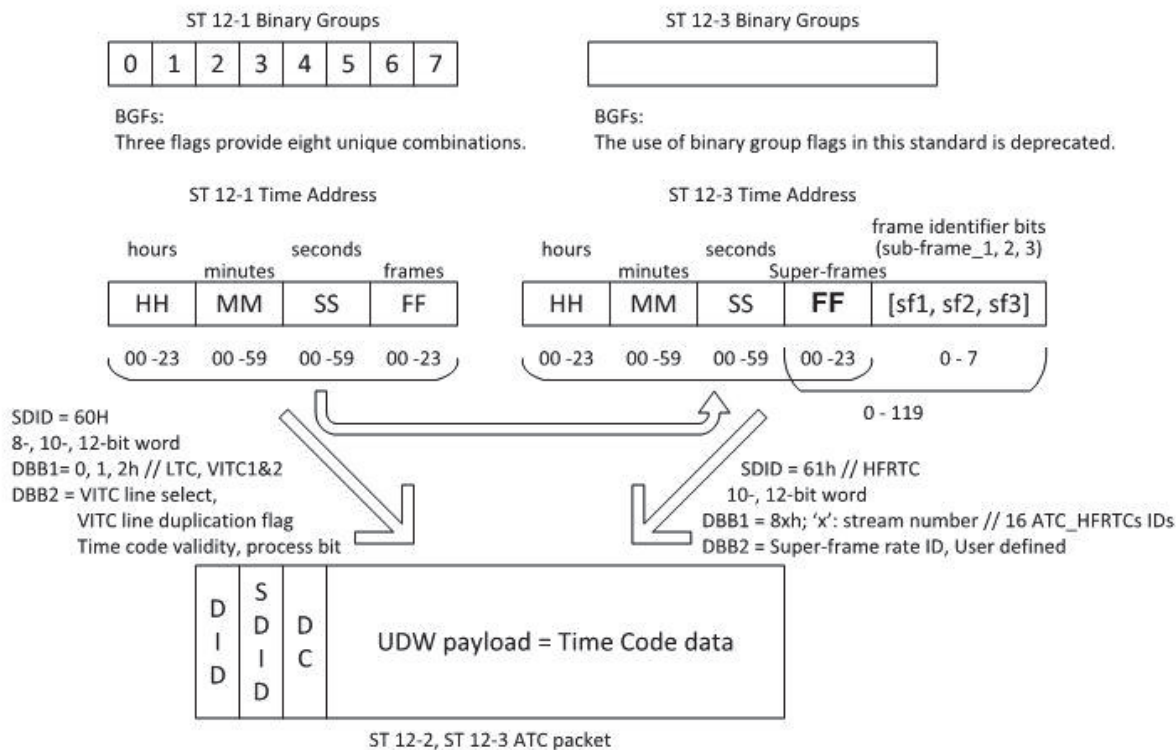 ST 12-1 Binary Groups
ST 12-3 Binary Groups
0 1 2 3 4 5 6 7
BGFs:
Three flags provide eight unique combinations.
BGFs:
The use of binary group flags in this standard is deprecated.
ST 12-1 Time Address
hours
minutes
seconds
frames
HH MM SS FF
00 -23 00 -59 00 -59 00 -23
ST 12-3 Time Address
hours
minutes
seconds
Super-frames
frame identifier bits
(sub-frame_1, 2, 3)
HH MM SS FF [sf1, sf2, sf3]
00 -23 00 -59 00 -59 00 -23 0 - 7
0 - 119
SDID = 60H
8-, 10-, 12-bit word
DBB1= 0, 1, 2h // LTC, VITC1&2
DBB2 = VITC line select,
VITC line duplication flag
Time code validity, process bit
SDID = 61h // HFRTC
10-, 12-bit word
DBB1 = 8xh; ‘x’: stream number // 16 ATC_HFRTCs IDs
DBB2 = Super-frame rate ID, User defined
DID
SDID
DC
UDW payload = Time Code data
ST 12-2, ST 12-3 ATC packet